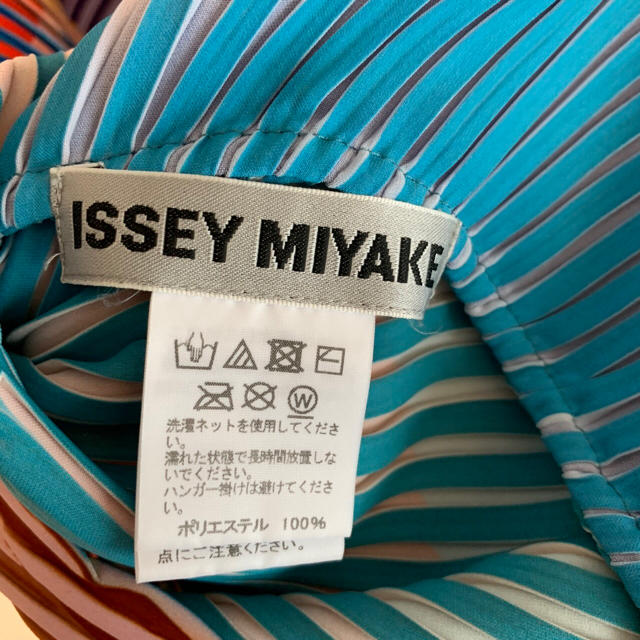 ISSEY MIYAKE
W
洗濯ネットを使用してくださ
い。
濡れた状態で長時間放置しな
いでください。
ハンガー掛けは避けてくださ
い。
ポリエステル 100%
点にご注意ください。